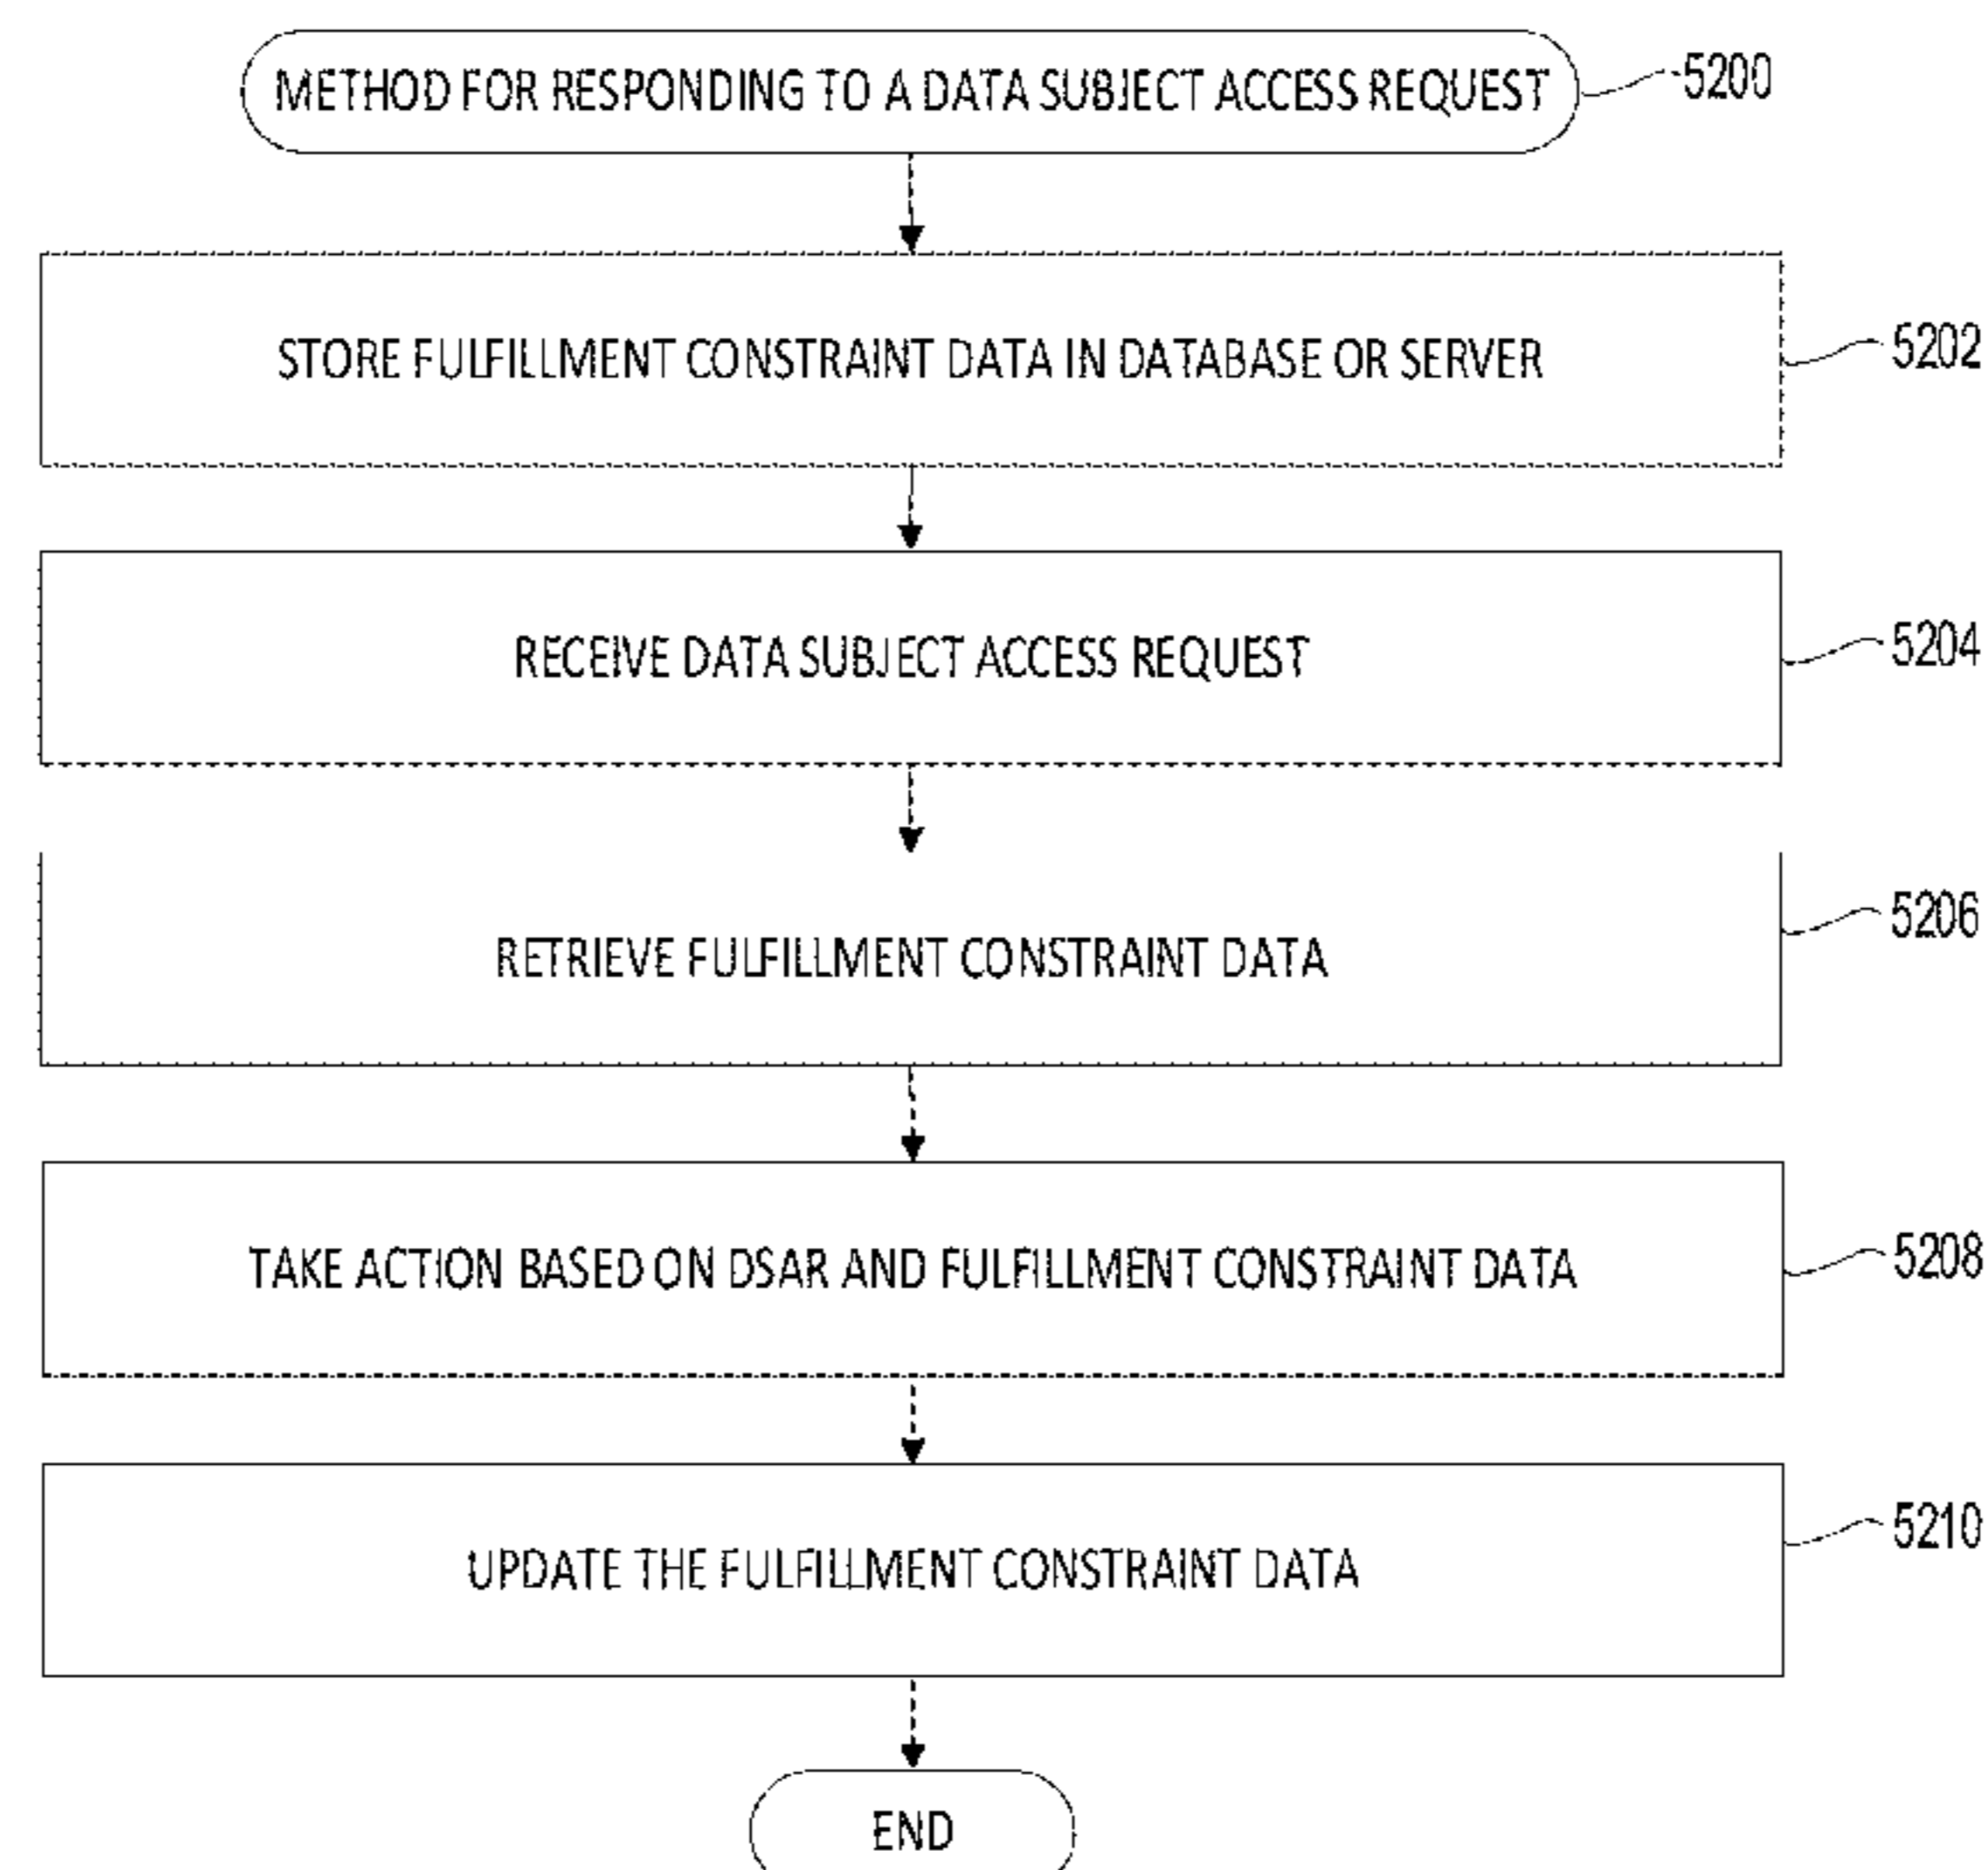 METHOD FOR RESPONDING TO A DATA SUBJECT ACCESS REQUEST
5200
STORE FULFILLMENT CONSTRAINT DATA IN DATABASE OR SERVER
5202
RECEIVE DATA SUBJECT ACCESS REQUEST
5204
RETRIEVE FULFILLMENT CONSTRAINT DATA
5206
TAKE ACTION BASED ON DSAR AND FULFILLMENT CONSTRAINT DATA
5208
UPDATE THE FULFILLMENT CONSTRAINT DATA
5210
END